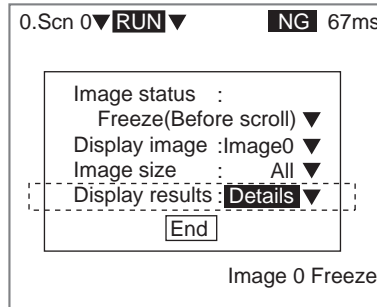 0.Scn 0▼ RUN ▼ NG 67ms
Image status :
Freeze(Before scroll) ▼
Display image :Image0 ▼
Image size : All ▼
Display results : Details ▼
End
Image 0 Freeze